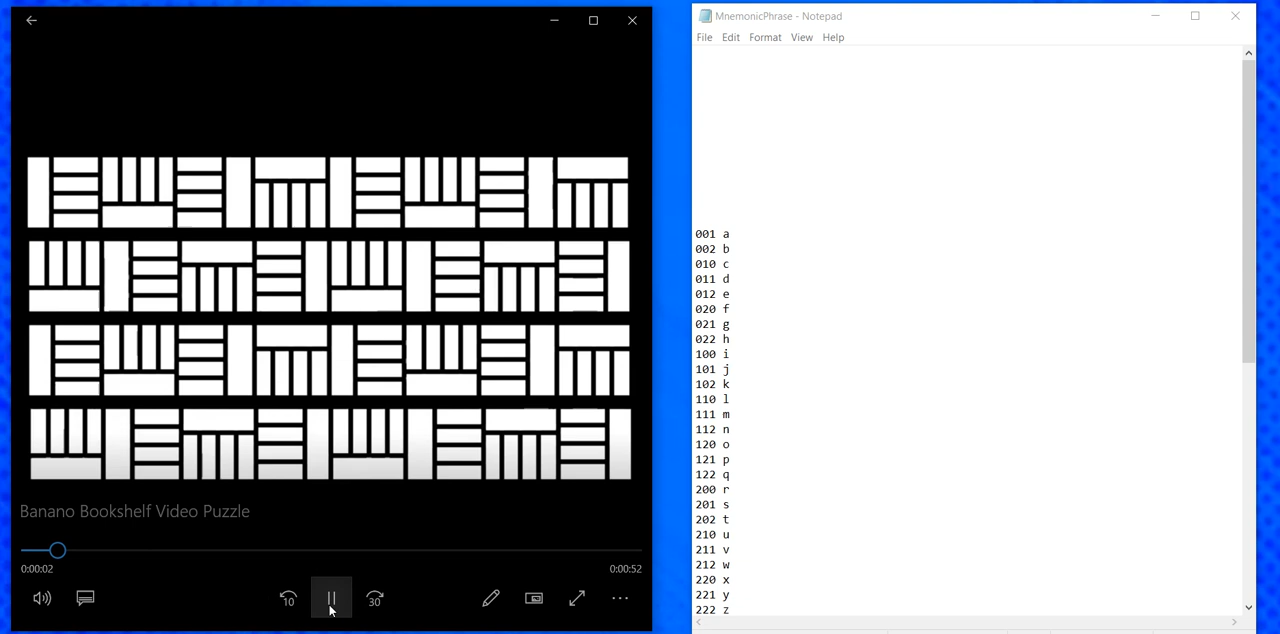 MnemonicPhrase - Notepad
File Edit Format View Help
001 a
002 b
010 c
011 d
012 e
020 f
021 g
022 h
100 i
101 j
102 k
110 l
111 m
112 n
120 o
121 p
122 q
200 r
201 s
202 t
210 u
211 v
212 w
220 x
221 y
222 z
Banano Bookshelf Video Puzzle
0:00:02 0:00:52
10 30